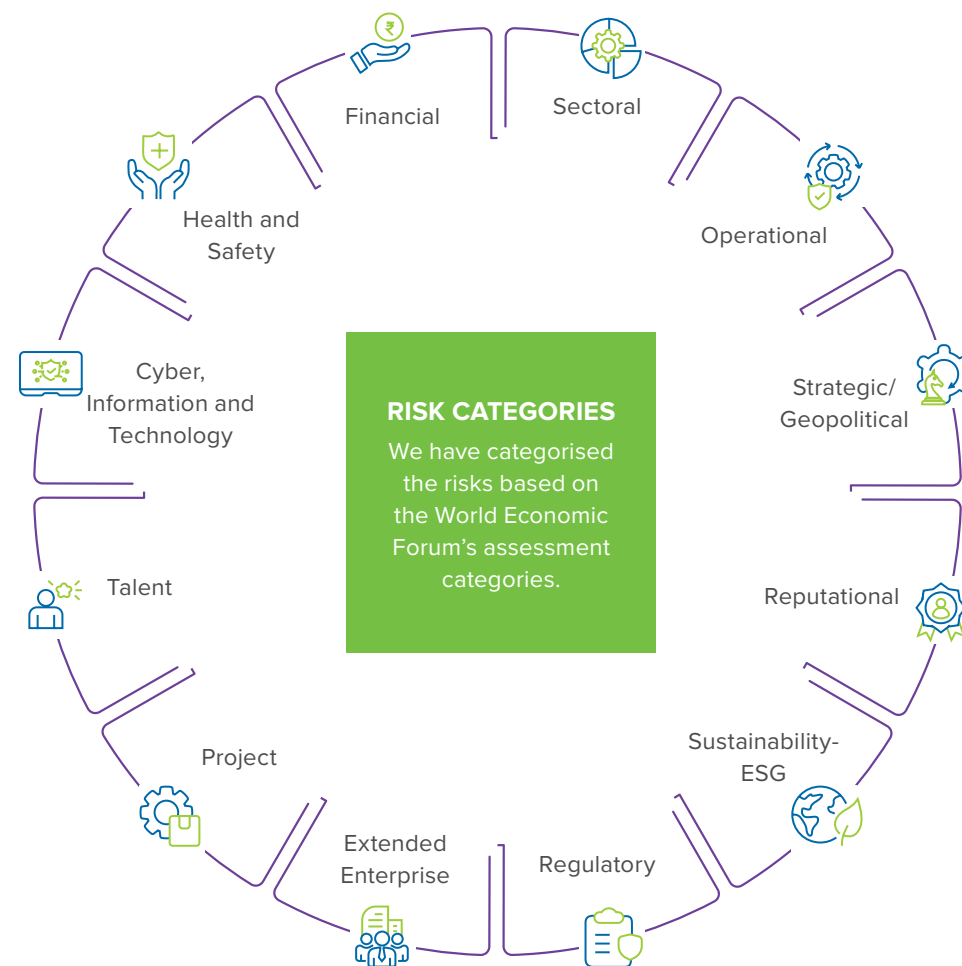 ₹
Financial
Sectoral
Health and
Safety
Operational
Cyber,
Information and
Technology
RISK CATEGORIES
We have categorised
the risks based on
the World Economic
Forum’s assessment
categories.
Strategic/
Geopolitical
Talent
Reputational
Project
Sustainability-
ESG
Extended
Enterprise
Regulatory